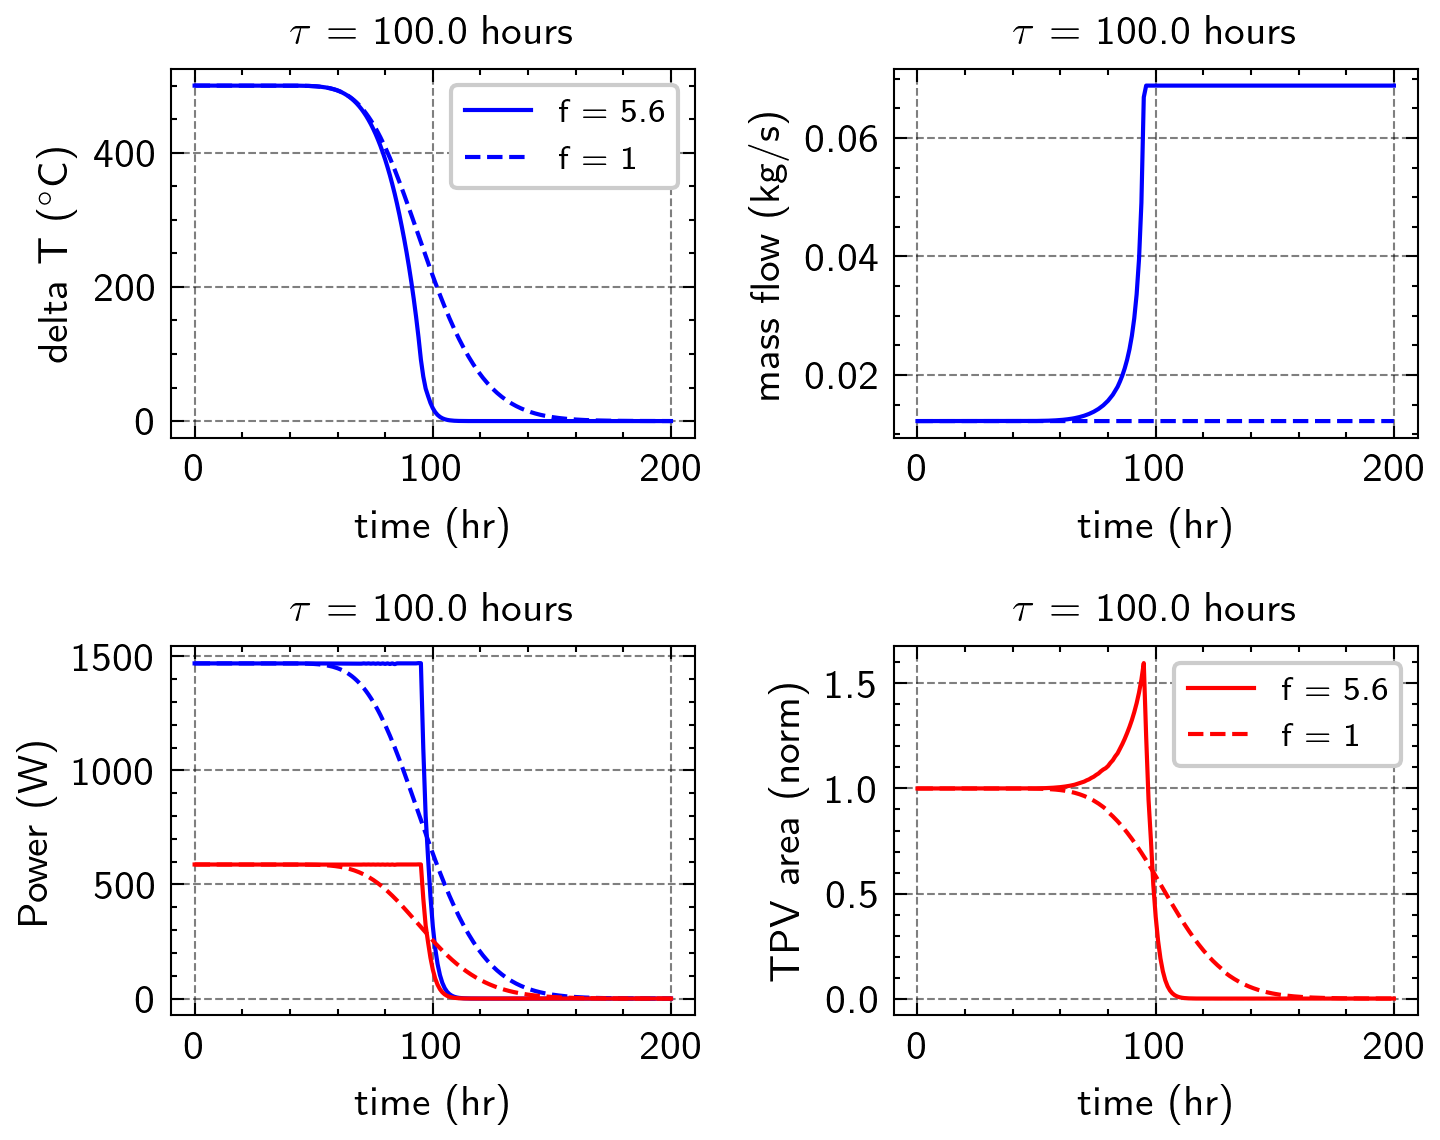 τ = 100.0 hours
delta T (°C)
400
200
0
f = 5.6
f = 1
0
100
200
time (hr)
τ = 100.0 hours
mass flow (kg/s)
0.06
0.04
0.02
0
100
200
time (hr)
τ = 100.0 hours
Power (W)
1500
1000
500
0
0
100
200
time (hr)
τ = 100.0 hours
TPV area (norm)
1.5
1.0
0.5
0.0
f = 5.6
f = 1
0
100
200
time (hr)